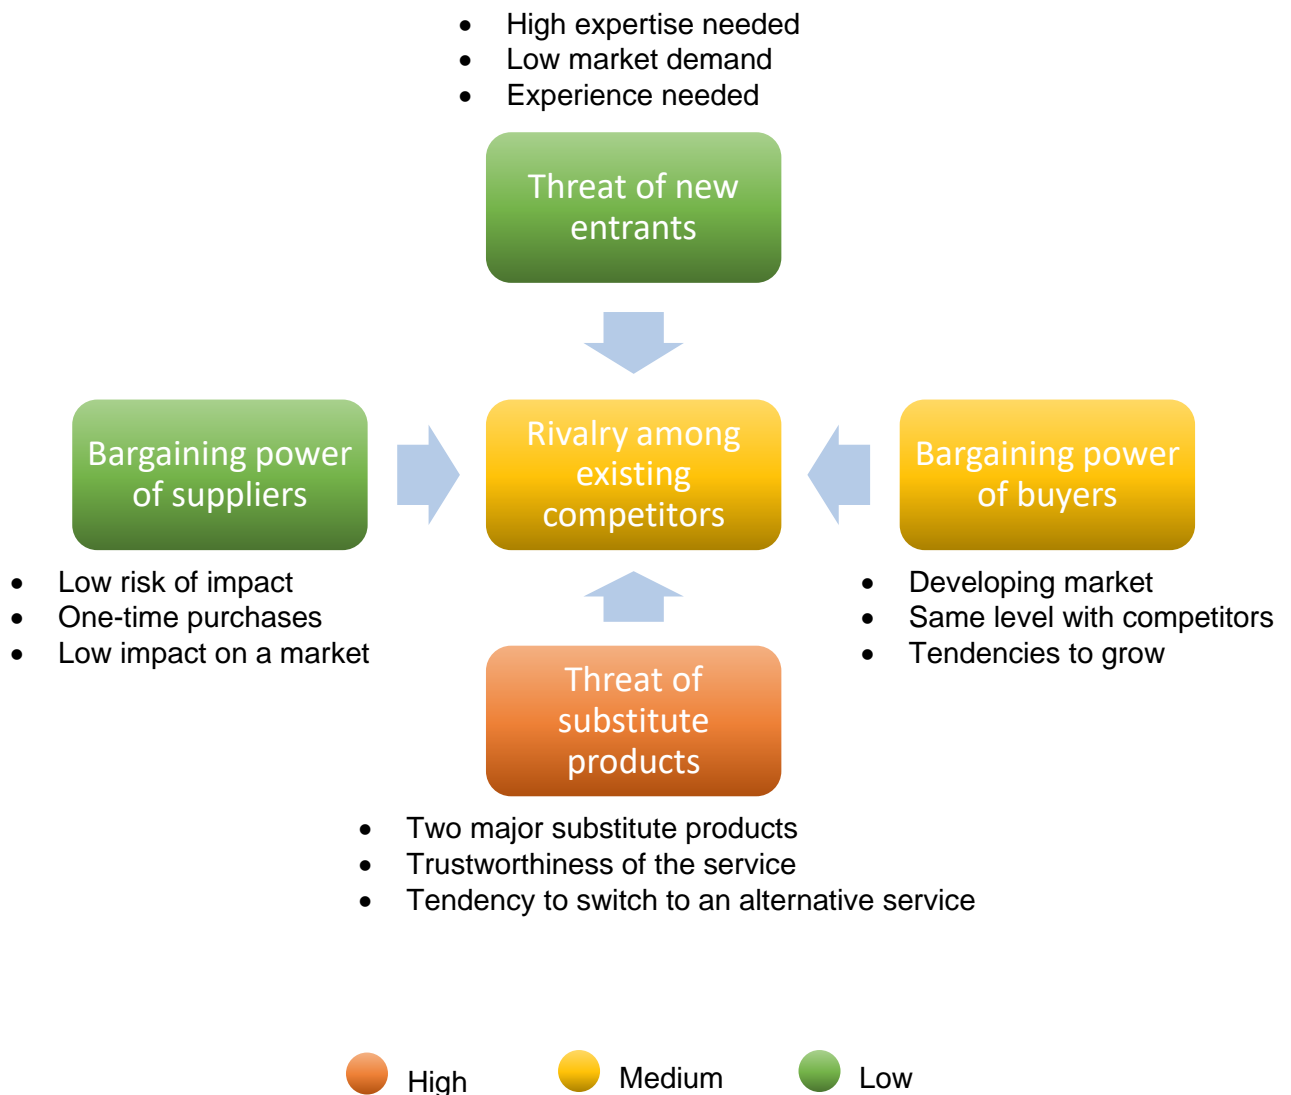 • High expertise needed
• Low market demand
• Experience needed
Threat of new
entrants
Bargaining power
of suppliers
Rivalry among
existing
competitors
Bargaining power
of buyers
• Low risk of impact
• One-time purchases
• Low impact on a market
• Developing market
• Same level with competitors
• Tendencies to grow
Threat of
substitute
products
• Two major substitute products
• Trustworthiness of the service
• Tendency to switch to an alternative service
High
Medium
Low